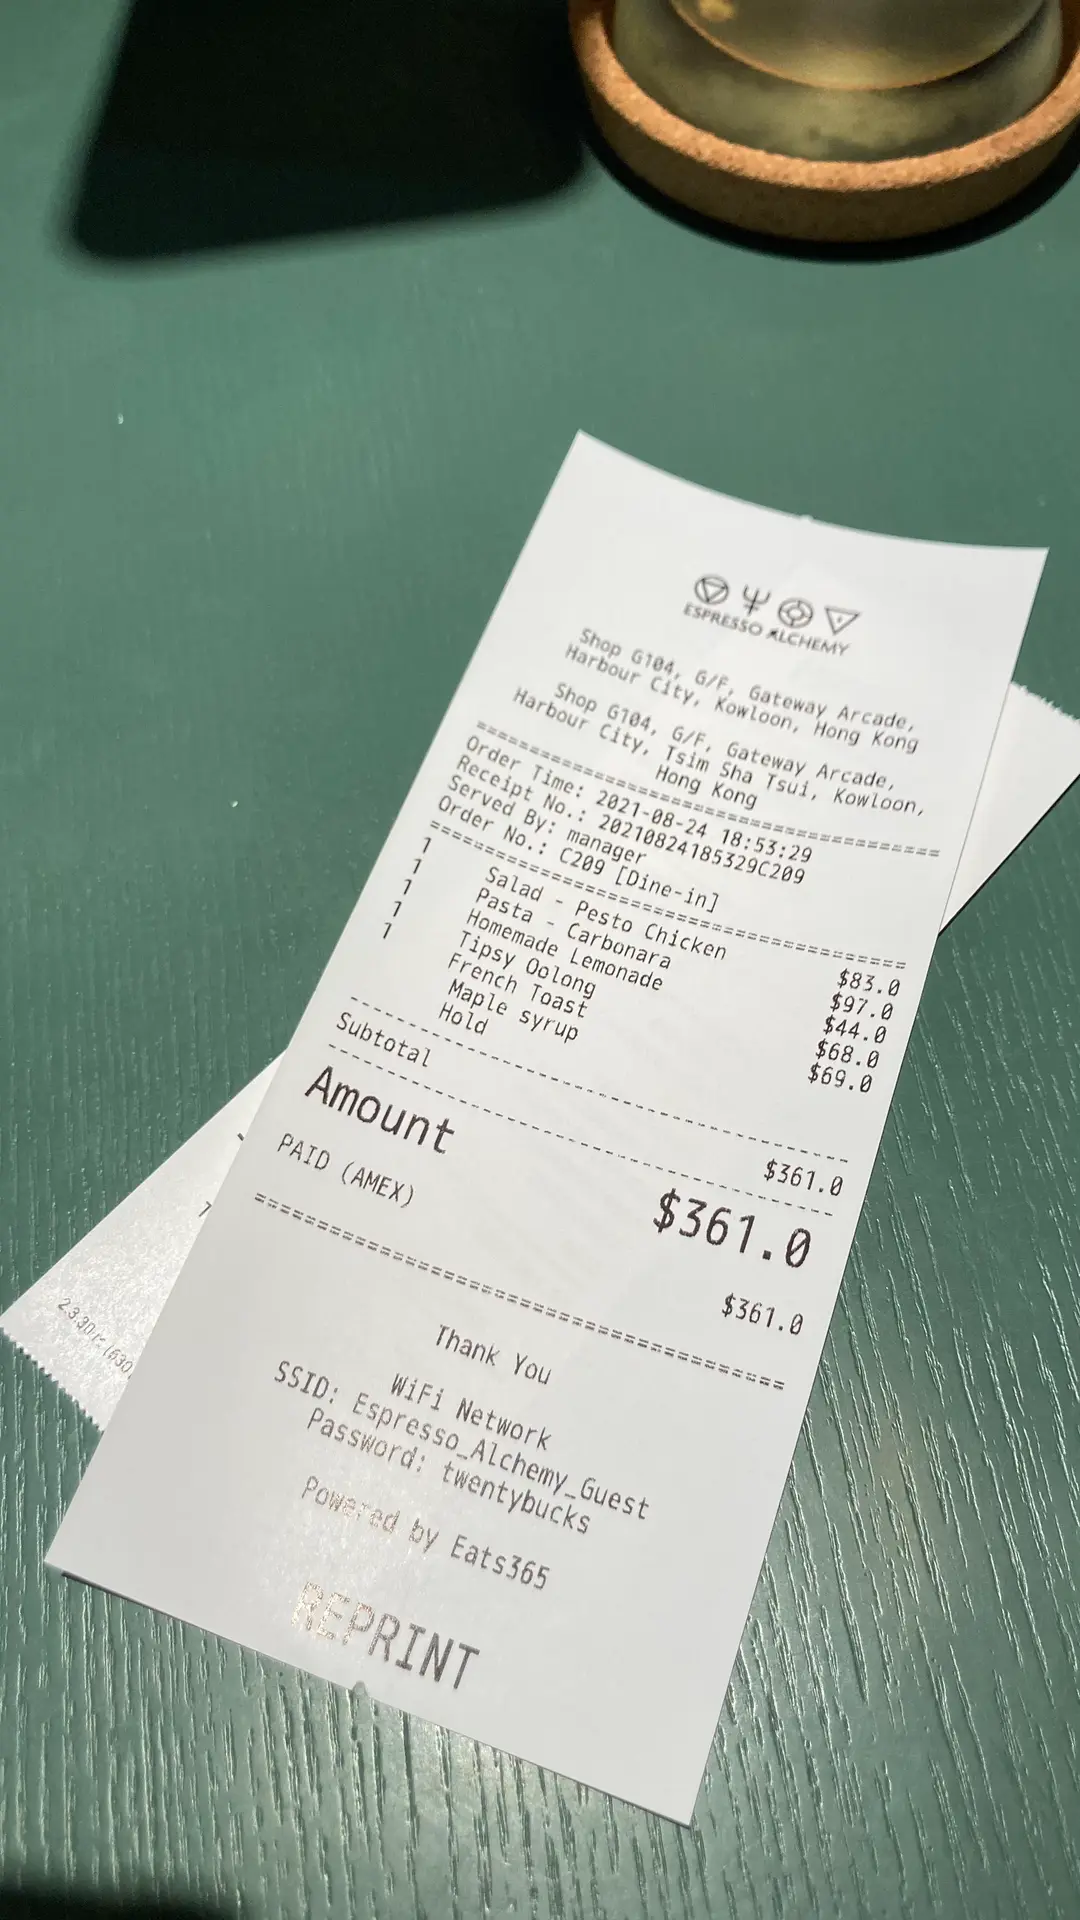 ESPRESSO ALCHEMY
Shop G104, G/F, Gateway Arcade,
Harbour City, Kowloon, Hong Kong
Shop G104, G/F, Gateway Arcade,
Harbour City, Tsim Sha Tsui, Kowloon,
Hong Kong
========================================
Order Time: 2021-08-24 18:53:29
Receipt No.: 20210824185329C209
Served By: manager
Order No.: C209 [Dine-in]
========================================
1 Salad - Pesto Chicken $83.0
1 Pasta - Carbonara $97.0
1 Homemade Lemonade $44.0
1 Tipsy Oolong $68.0
1 French Toast $69.0
Maple syrup
Hold
----------------------------------------
Subtotal $361.0
----------------------------------------
Amount $361.0
PAID (AMEX) $361.0
========================================
Thank You
WiFi Network
SSID: Espresso_Alchemy_Guest
Password: twentybucks
Powered by Eats365
REPRINT